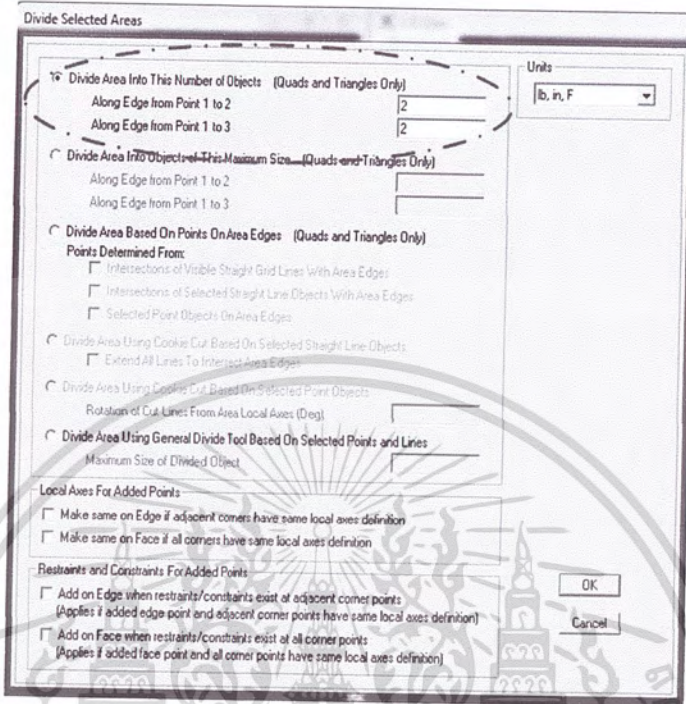 Divide Selected Areas
Divide Area Into This Number of Objects (Quads and Triangles Only)
Along Edge from Point 1 to 2
2
Along Edge from Point 1 to 3
2
Divide Area Into Objects of This Maximum Size (Quads and Triangles Only)
Along Edge from Point 1 to 2
Along Edge from Point 1 to 3
Divide Area Based On Points On Area Edges (Quads and Triangles Only)
Points Determined From:
Intersections of Visible Straight Grid Lines With Area Edges
Intersections of Selected Straight Line Objects With Area Edges
Selected Point Objects On Area Edges
Divide Area Using Cookie Cut Based On Selected Straight Line Objects
Extend All Lines To Intersect Area Edges
Divide Area Using Cookie Cut Based On Selected Point Objects
Rotation of Cut Lines From Area Local Axes (Deg)
Divide Area Using General Divide Tool Based On Selected Points and Lines
Maximum Size of Divided Object
Local Axes For Added Points
Make same on Edge if adjacent corners have same local axes definition
Make same on Face if all corners have same local axes definition
Restraints and Constraints For Added Points
Add on Edge when restraints/constraints exist at adjacent corner points
(Applies if added edge point and adjacent corner points have same local axes definition)
Add on Face when restraints/constraints exist at all corner points
(Applies if added face point and all corner points have same local axes definition)
Units
lb, in, F
OK
Cancel